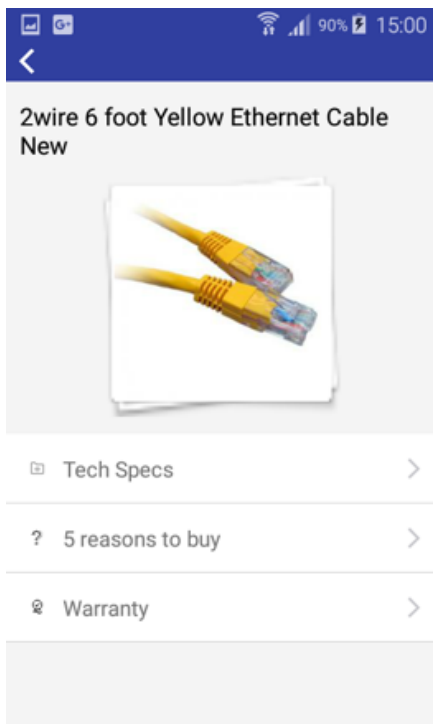 90% 15:00
2wire 6 foot Yellow Ethernet Cable
New
Tech Specs
? 5 reasons to buy
Warranty